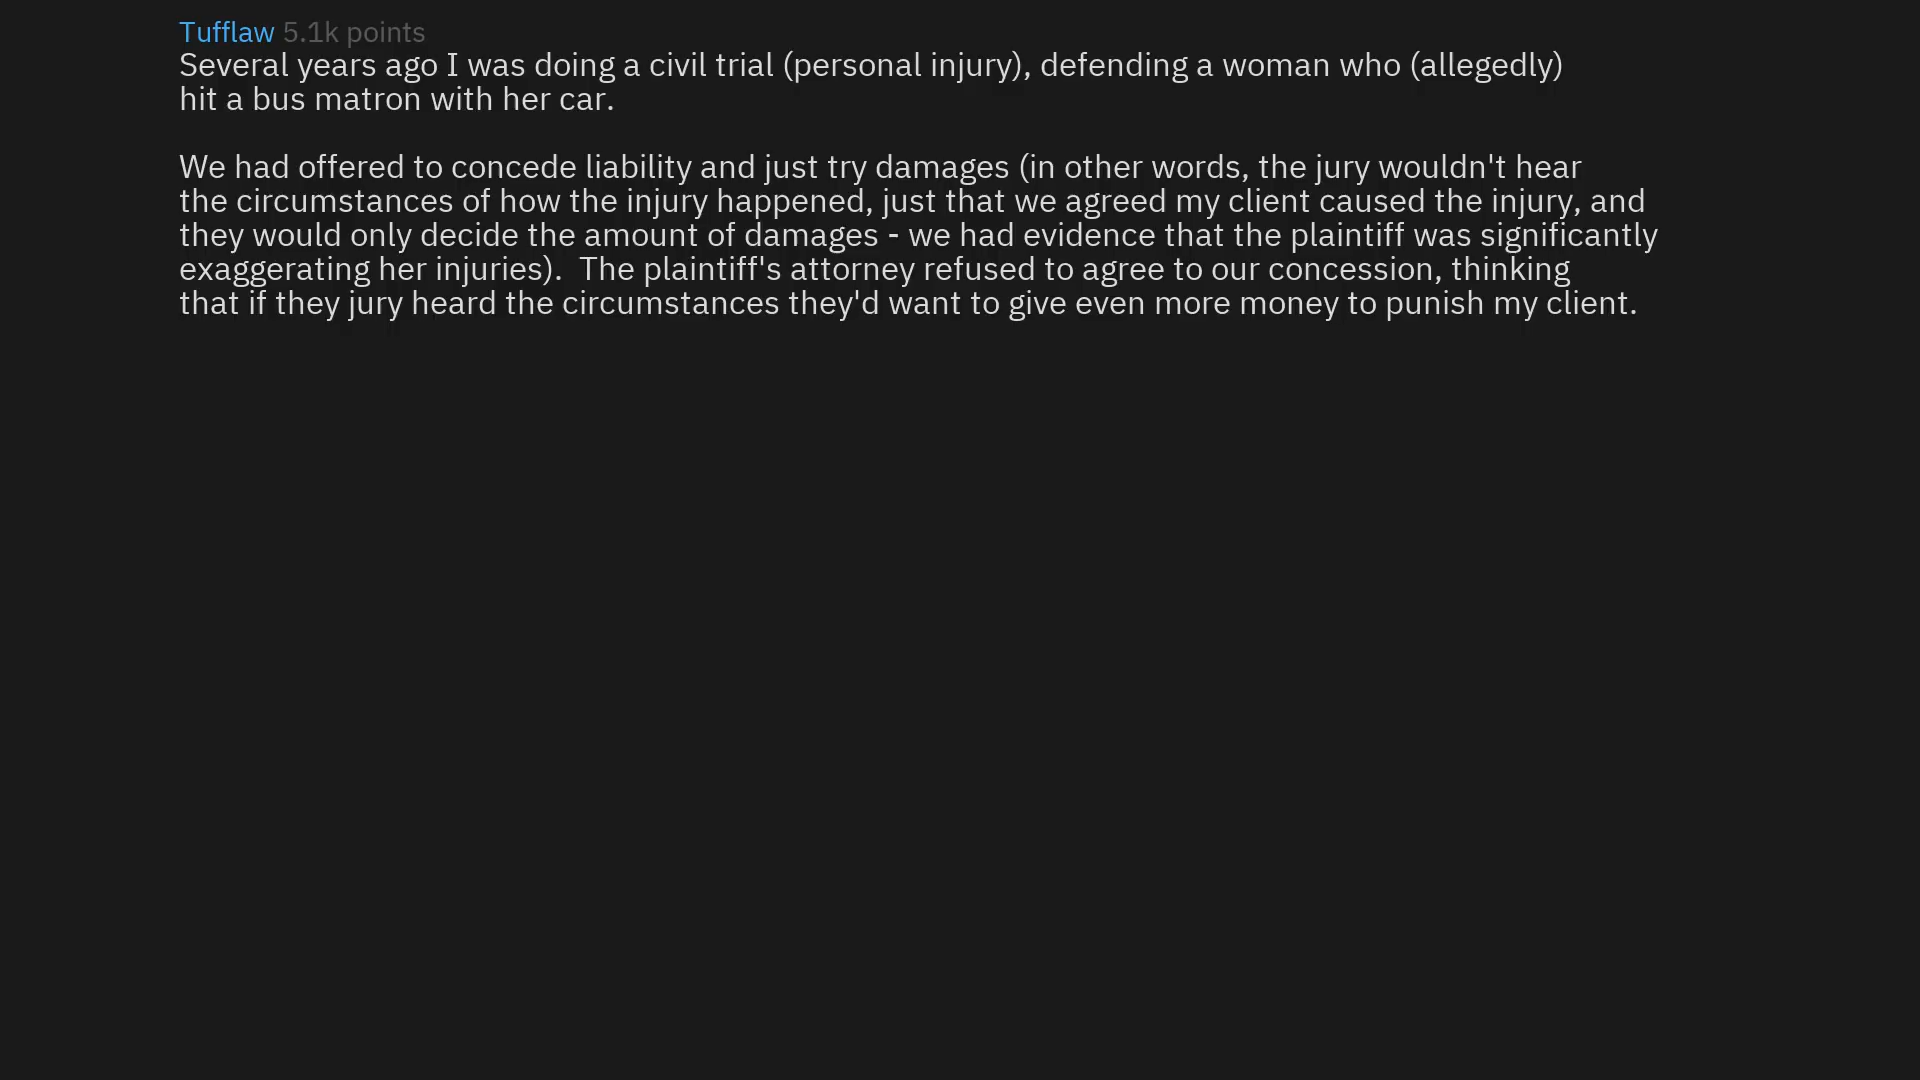 Tufflaw 5.1k points
Several years ago I was doing a civil trial (personal injury), defending a woman who (allegedly)
hit a bus matron with her car.
We had offered to concede liability and just try damages (in other words, the jury wouldn't hear
the circumstances of how the injury happened, just that we agreed my client caused the injury, and
they would only decide the amount of damages - we had evidence that the plaintiff was significantly
exaggerating her injuries).  The plaintiff's attorney refused to agree to our concession, thinking
that if they jury heard the circumstances they'd want to give even more money to punish my client.